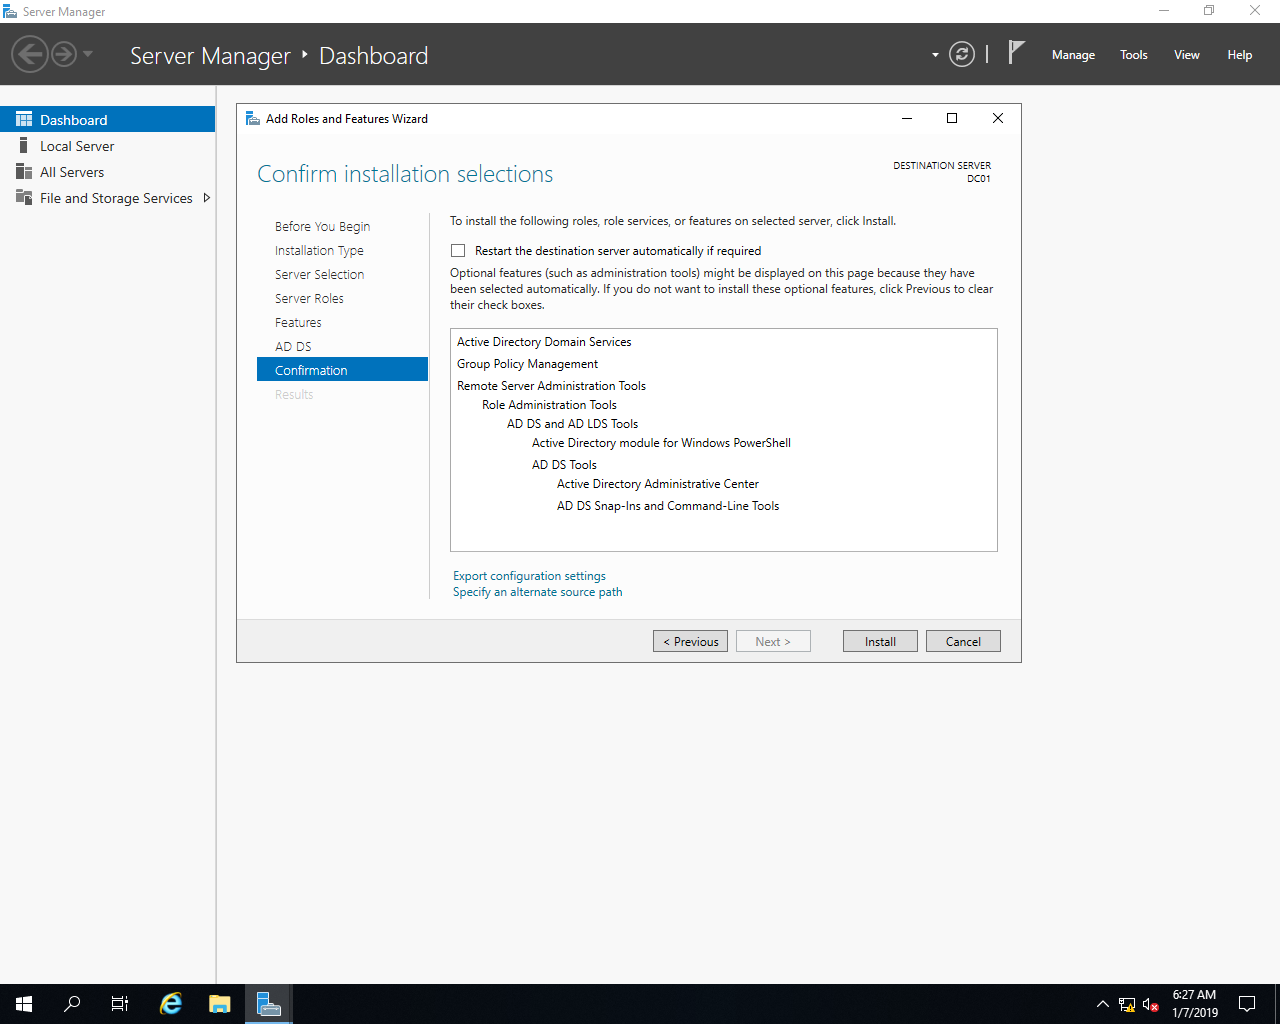 Server Manager
Server Manager ‣ Dashboard
Manage
Tools
View
Help
Dashboard
Local Server
All Servers
File and Storage Services
Add Roles and Features Wizard
Confirm installation selections
DESTINATION SERVER
DC01
Before You Begin
Installation Type
Server Selection
Server Roles
Features
AD DS
Confirmation
Results
To install the following roles, role services, or features on selected server, click Install.
Restart the destination server automatically if required
Optional features (such as administration tools) might be displayed on this page because they have
been selected automatically. If you do not want to install these optional features, click Previous to clear
their check boxes.
Active Directory Domain Services
Group Policy Management
Remote Server Administration Tools
Role Administration Tools
AD DS and AD LDS Tools
Active Directory module for Windows PowerShell
AD DS Tools
Active Directory Administrative Center
AD DS Snap-Ins and Command-Line Tools
Export configuration settings
Specify an alternate source path
< Previous
Next >
Install
Cancel
6:27 AM
1/7/2019